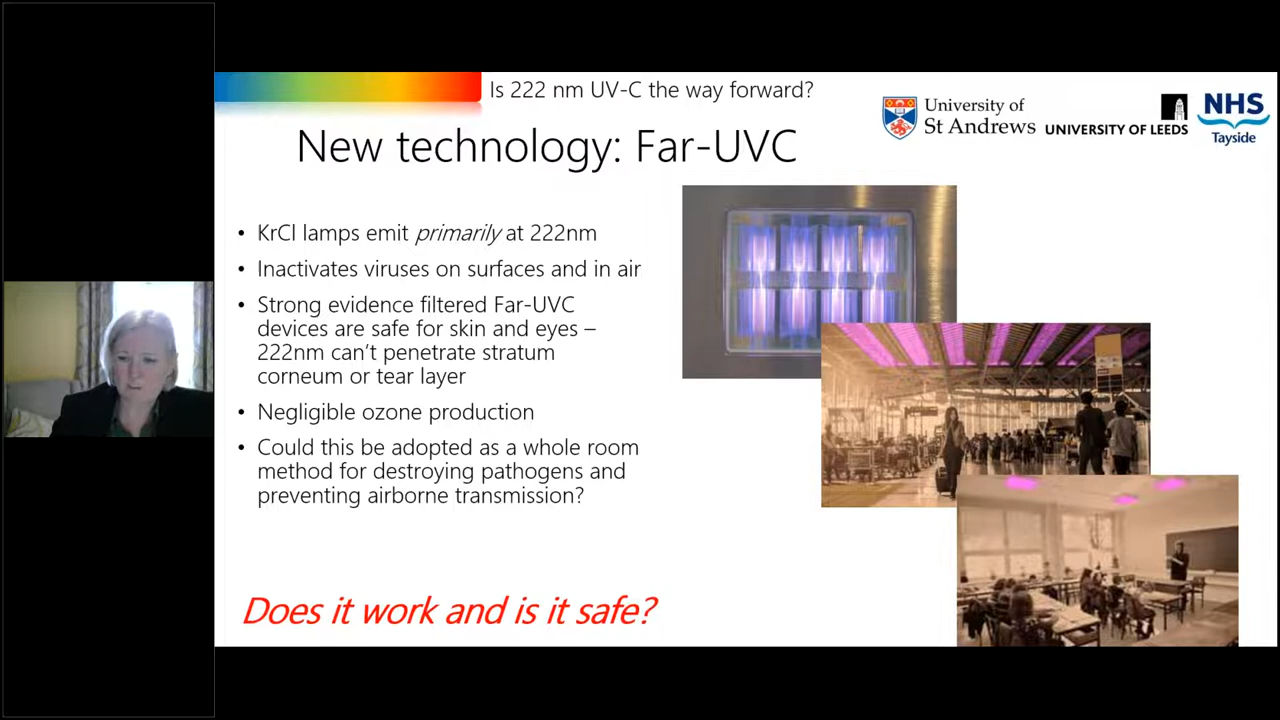 Is 222 nm UV-C the way forward?
University of
St Andrews
UNIVERSITY OF LEEDS
NHS
Tayside
New technology: Far-UVC
• KrCl lamps emit primarily at 222nm
• Inactivates viruses on surfaces and in air
• Strong evidence filtered Far-UVC
devices are safe for skin and eyes –
222nm can't penetrate stratum
corneum or tear layer
• Negligible ozone production
• Could this be adopted as a whole room
method for destroying pathogens and
preventing airborne transmission?
Does it work and is it safe?